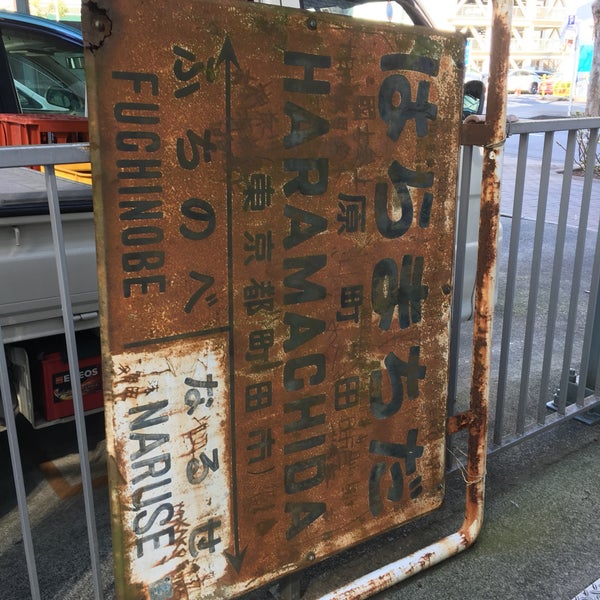 はらまちだ
原町田
HARAMACHIDA
(東京都町田市)
ふちのべ なるせ
FUCHINOBE NARUSE
ENEOS